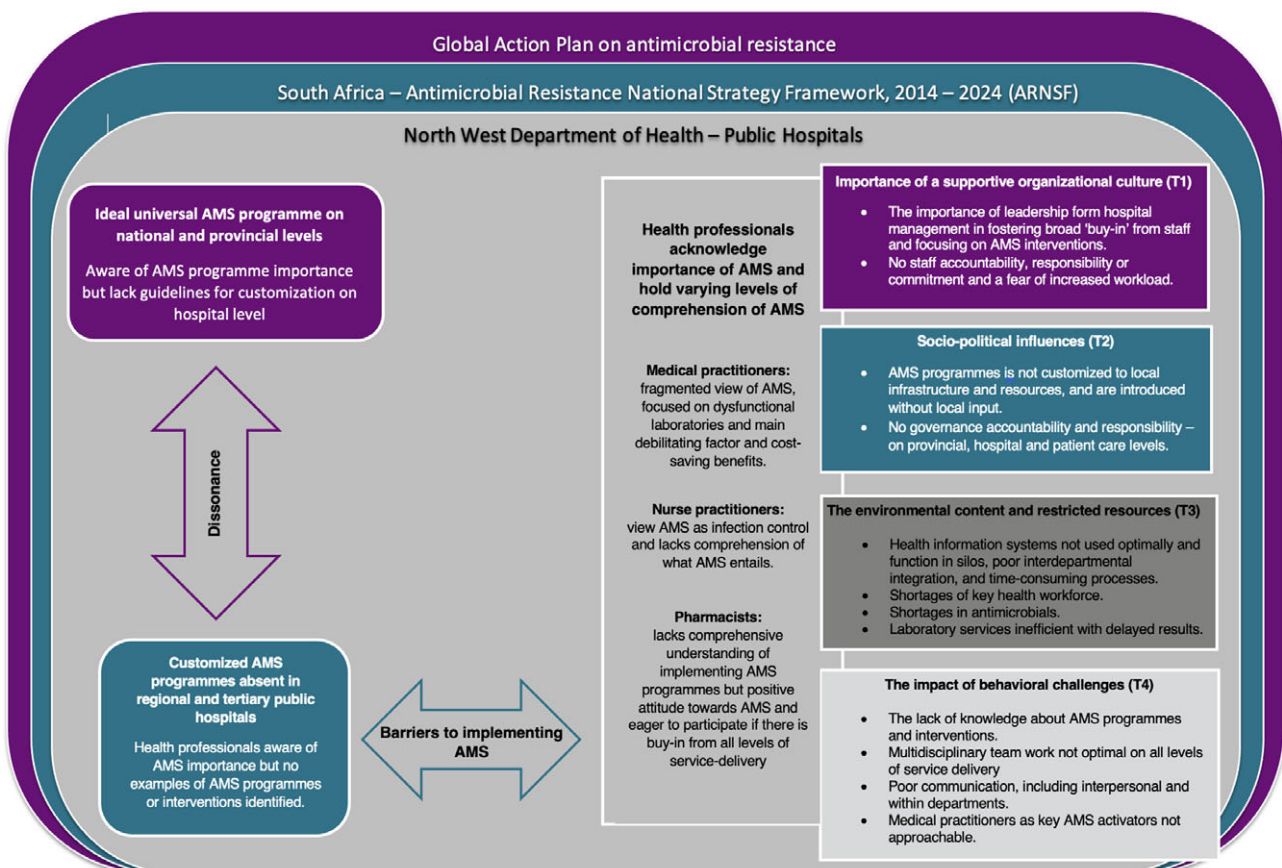 Global Action Plan on antimicrobial resistance
South Africa – Antimicrobial Resistance National Strategy Framework, 2014 – 2024 (ARNSF)
North West Department of Health – Public Hospitals
Ideal universal AMS programme on
national and provincial levels
Aware of AMS programme importance
but lack guidelines for customization on
hospital level
Dissonance
Customized AMS
programmes absent in
regional and tertiary public
hospitals
Health professionals aware of
AMS importance but no
examples of AMS programmes
or interventions identified.
Barriers to implementing
AMS
Health professionals
acknowledge
importance of AMS and
hold varying levels of
comprehension of AMS
Medical practitioners:
fragmented view of AMS,
focused on dysfunctional
laboratories and main
debilitating factor and cost-
saving benefits.
Nurse practitioners:
view AMS as infection control
and lacks comprehension of
what AMS entails.
Pharmacists:
lacks comprehensive
understanding of
implementing AMS
programmes but positive
attitude towards AMS and
eager to participate if there is
buy-in from all levels of
service-delivery
Importance of a supportive organizational culture (T1)
• The importance of leadership form hospital
management in fostering broad 'buy-in' from staff
and focusing on AMS interventions.
• No staff accountability, responsibility or
commitment and a fear of increased workload.
Socio-political influences (T2)
• AMS programmes is not customized to local
infrastructure and resources, and are introduced
without local input.
• No governance accountability and responsibility –
on provincial, hospital and patient care levels.
The environmental content and restricted resources (T3)
• Health information systems not used optimally and
function in silos, poor interdepartmental
integration, and time-consuming processes.
• Shortages of key health workforce.
• Shortages in antimicrobials.
• Laboratory services inefficient with delayed results.
The impact of behavioral challenges (T4)
• The lack of knowledge about AMS programmes
and interventions.
• Multidisciplinary team work not optimal on all levels
of service delivery
• Poor communication, including interpersonal and
within departments.
• Medical practitioners as key AMS activators not
approachable.